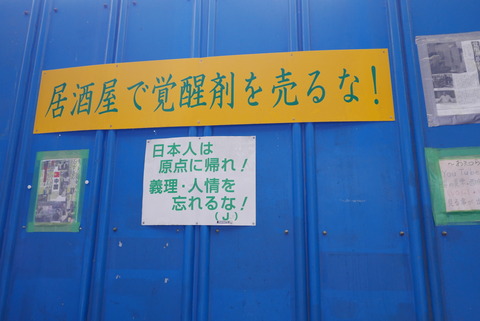 居酒屋で覚醒剤を売るな!
日本人は
原点に帰れ!
義理・人情を
忘れるな!
(J)